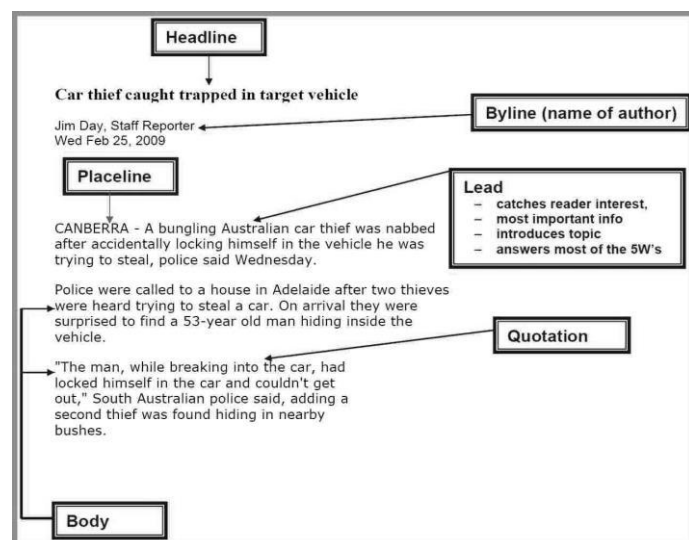 Headline
Car thief caught trapped in target vehicle
Jim Day, Staff Reporter
Wed Feb 25, 2009
Byline (name of author)
Placeline
Lead
– catches reader interest,
– most important info
– introduces topic
– answers most of the 5W's
CANBERRA - A bungling Australian car thief was nabbed
after accidentally locking himself in the vehicle he was
trying to steal, police said Wednesday.
Police were called to a house in Adelaide after two thieves
were heard trying to steal a car. On arrival they were
surprised to find a 53-year old man hiding inside the
vehicle.
Quotation
"The man, while breaking into the car, had
locked himself in the car and couldn't get
out," South Australian police said, adding a
second thief was found hiding in nearby
bushes.
Body